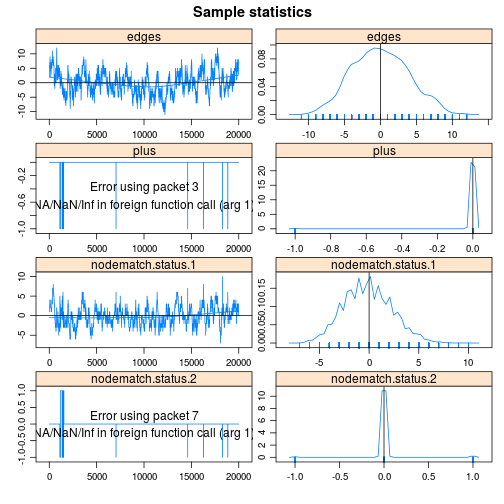 Sample statistics
edges
edges
-10 -5 0 5 10
0 5000 10000 15000 20000
0.00 0.04 0.08
-10 -5 0 5 10
plus
plus
-1.0 -0.6 -0.2
Error using packet 3
NA/NaN/Inf in foreign function call (arg 1)
0 5000 10000 15000 20000
0 5 10 15 20
-1.0 -0.8 -0.6 -0.4 -0.2 0.0
nodematch.status.1
nodematch.status.1
-5 0 5 10
0 5000 10000 15000 20000
0.00 0.05 0.10 0.15
-5 0 5 10
nodematch.status.2
nodematch.status.2
-1.0 -0.5 0.0 0.5 1.0
Error using packet 7
NA/NaN/Inf in foreign function call (arg 1)
0 5000 10000 15000 20000
0 2 4 6 8 10
-1.0 -0.5 0.0 0.5 1.0